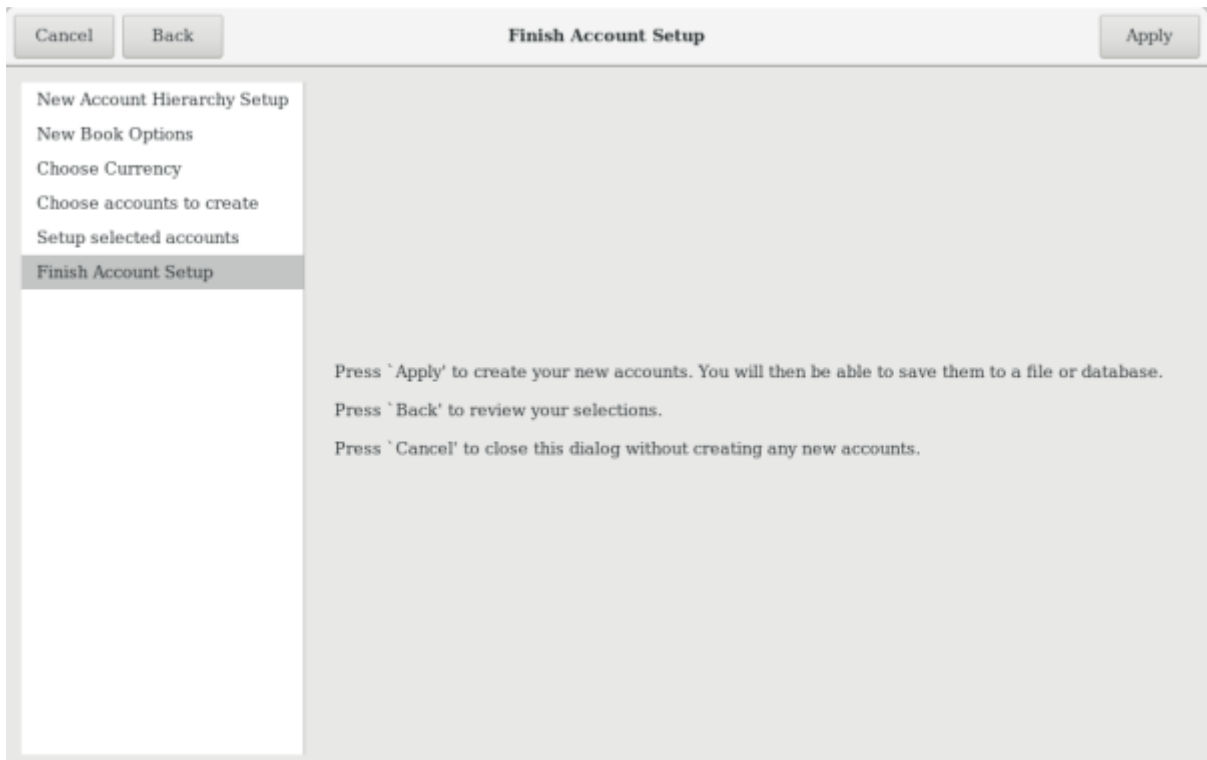 Cancel
Back
Finish Account Setup
Apply
New Account Hierarchy Setup
New Book Options
Choose Currency
Choose accounts to create
Setup selected accounts
Finish Account Setup
Press `Apply' to create your new accounts. You will then be able to save them to a file or database.
Press `Back' to review your selections.
Press `Cancel' to close this dialog without creating any new accounts.